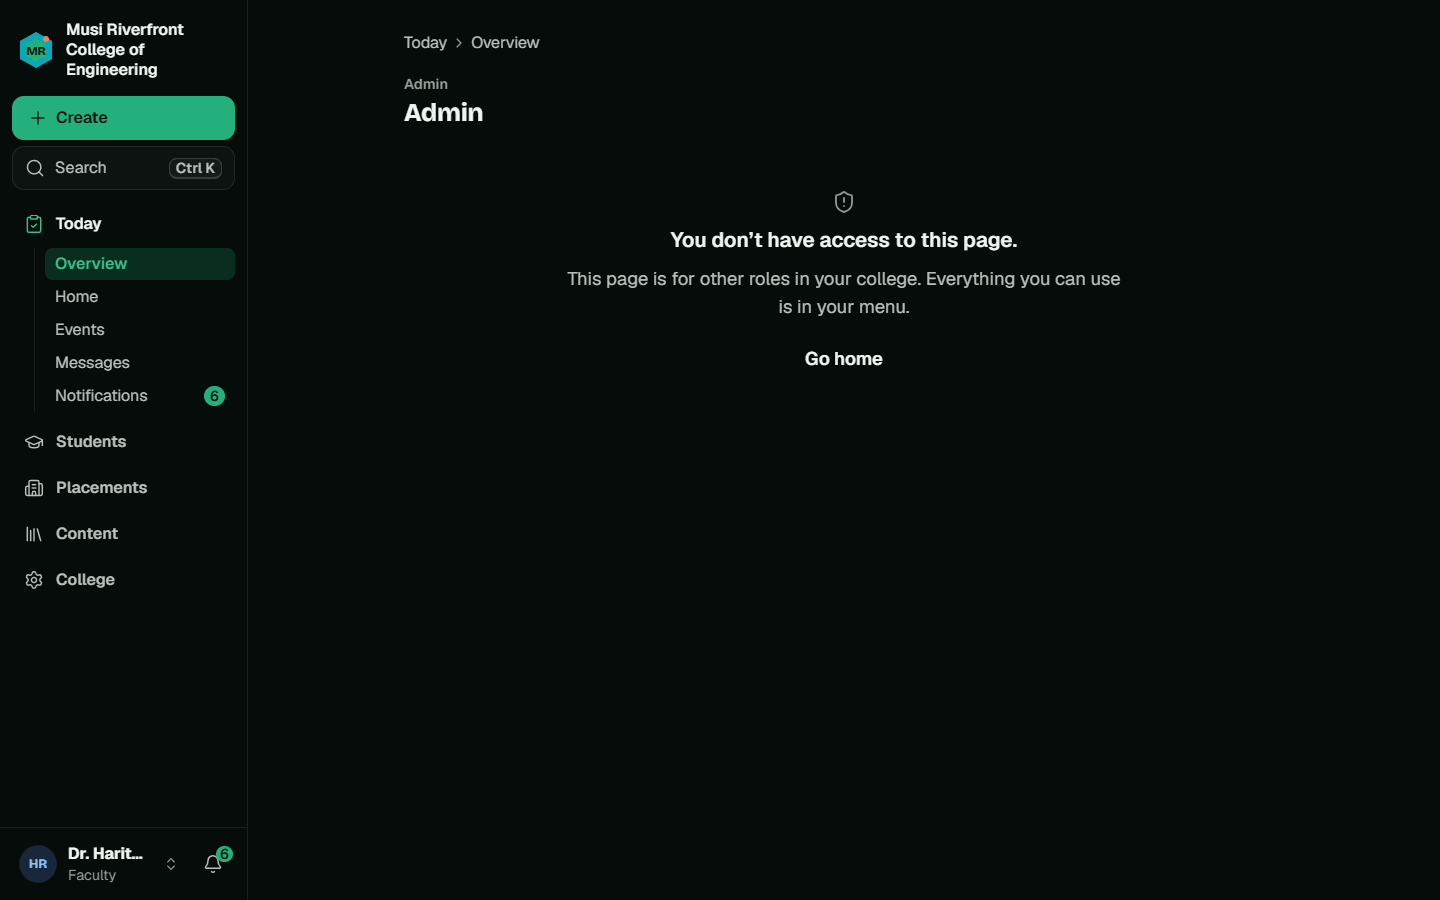 MR
Musi Riverfront
College of
Engineering
Create
Search
Ctrl K
Today
Overview
Home
Events
Messages
Notifications
6
Students
Placements
Content
College
HR
Dr. Harit...
Faculty
6
Today
Overview
Admin
Admin
You don’t have access to this page.
This page is for other roles in your college. Everything you can use
is in your menu.
Go home